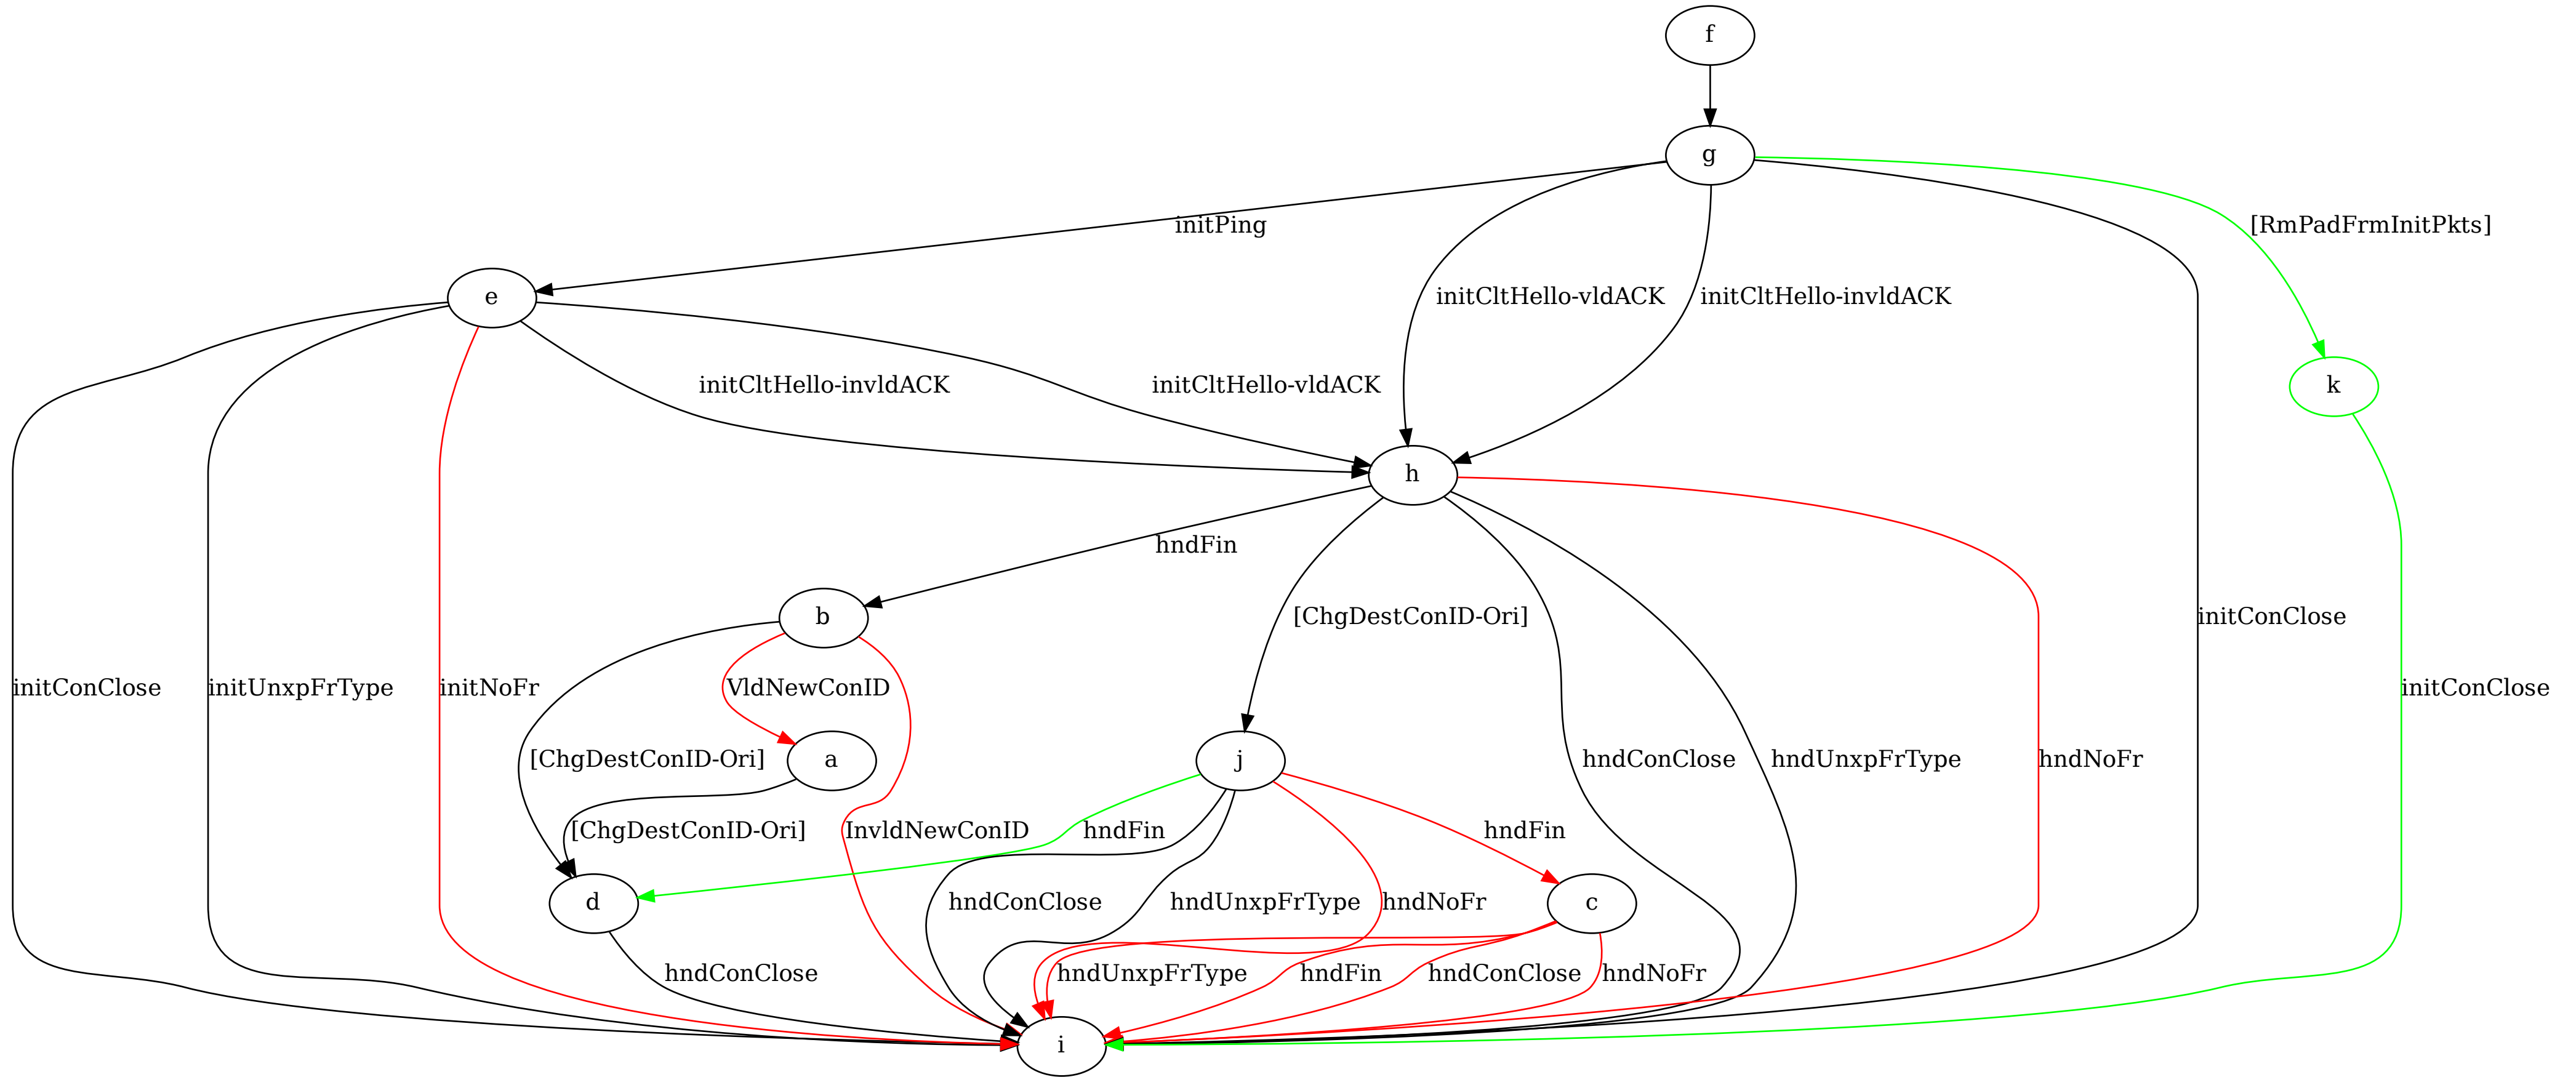 f
g
initPing
[RmPadFrmInitPkts]
e
initCltHello-vldACK
initCltHello-invldACK
initCltHello-invldACK
initCltHello-vldACK
k
h
hndFin
b
[ChgDestConID-Ori]
initConClose
initConClose
initUnxpFrType
initNoFr
VldNewConID
initConClose
[ChgDestConID-Ori]
a
j
hndConClose
hndUnxpFrType
hndNoFr
[ChgDestConID-Ori]
InvldNewConID
hndFin
hndFin
d
hndConClose
hndUnxpFrType
hndNoFr
c
hndConClose
hndUnxpFrType
hndFin
hndConClose
hndNoFr
i